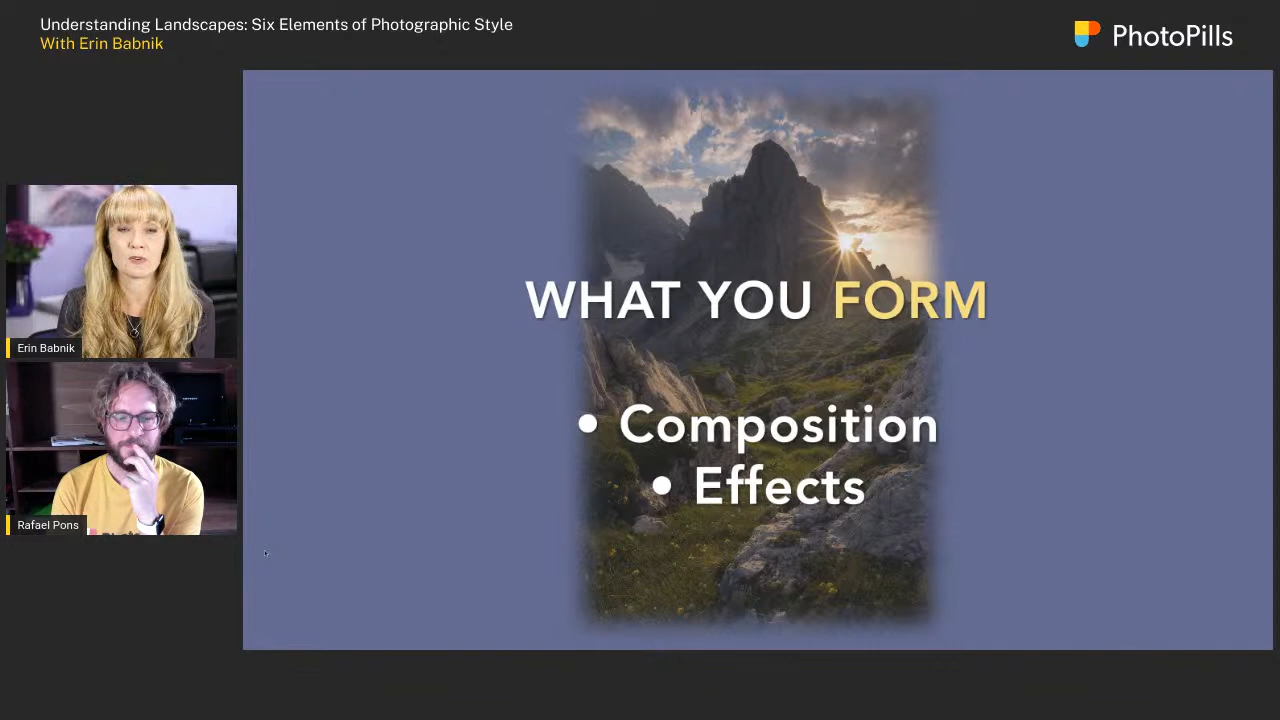 Understanding Landscapes: Six Elements of Photographic Style
With Erin Babnik
PhotoPills
WHAT YOU FORM
• Composition
• Effects
Erin Babnik
Rafael Pons